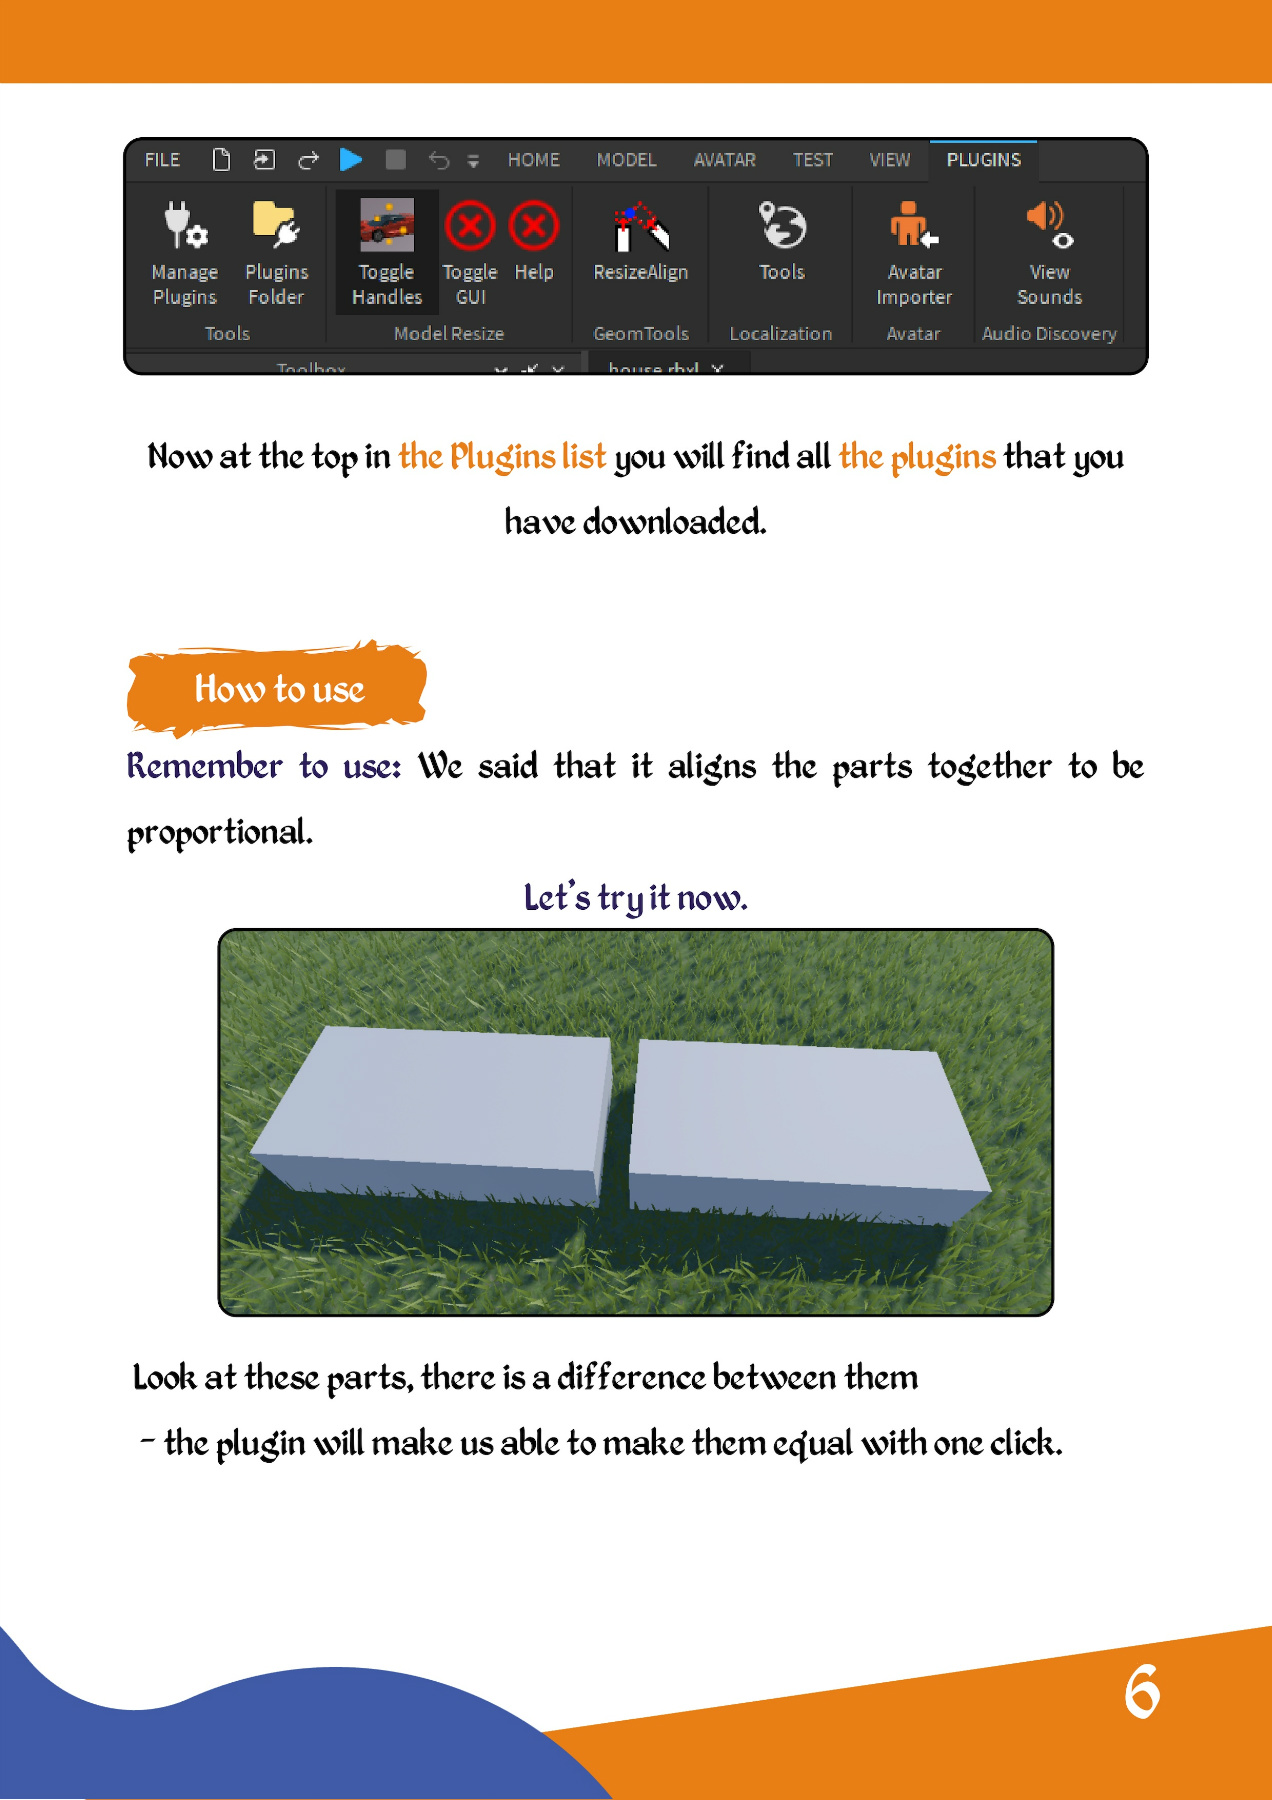 FILE HOME MODEL AVATAR TEST VIEW PLUGINS
Manage Plugins Toggle Toggle Help ResizeAlign Tools Avatar View
Plugins Folder Handles GUI Importer Sounds
Tools Model Resize GeomTools Localization Avatar Audio Discovery
Toolbox house.rbxl
Now at the top in the Plugins list you will find all the plugins that you
have downloaded.
How to use
Remember to use: We said that it aligns the parts together to be
proportional.
Let's try it now.
Look at these parts, there is a difference between them
- the plugin will make us able to make them equal with one click.
6